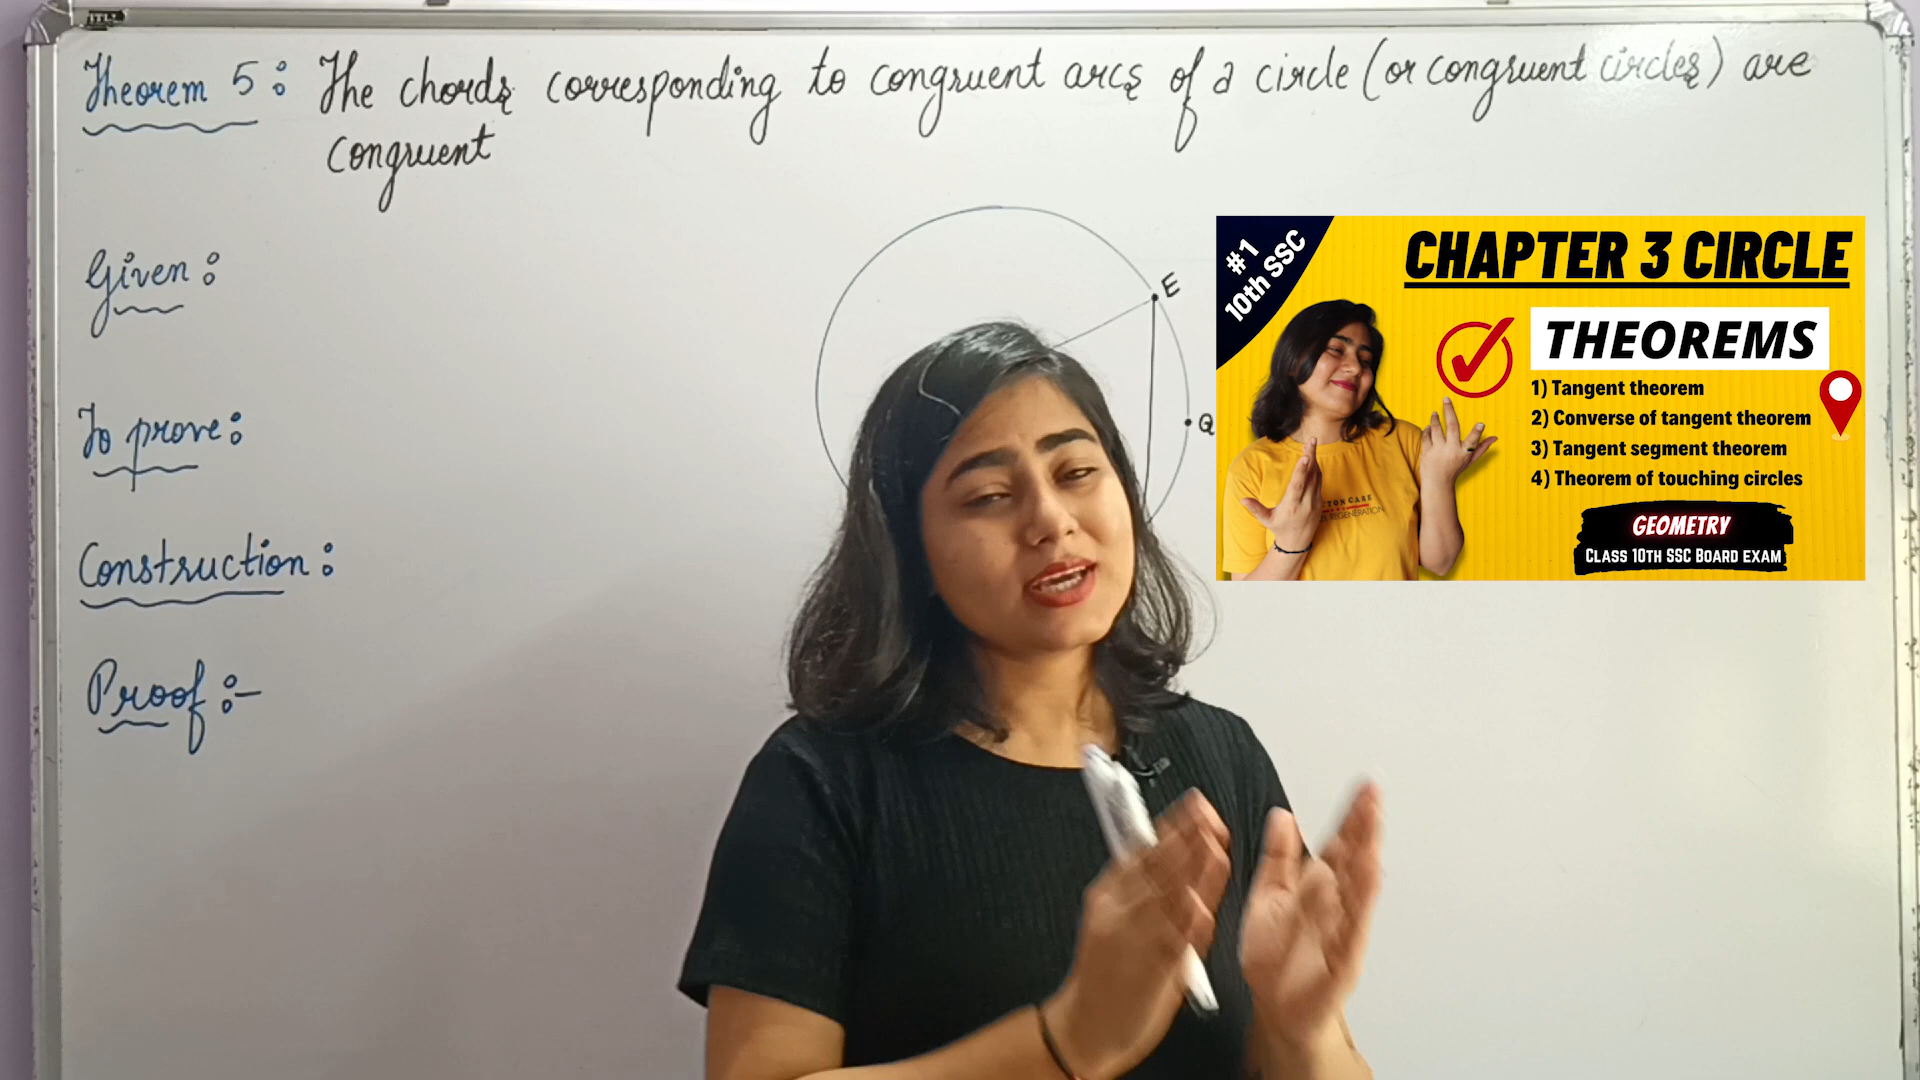 Theorem 5: The chords corresponding to congruent arcs of a circle (or congruent circles) are
congruent
Given:
To prove:
Construction:
Proof:-
E
Q
#1
10th SSC
CHAPTER 3 CIRCLE
THEOREMS
1) Tangent theorem
2) Converse of tangent theorem
3) Tangent segment theorem
4) Theorem of touching circles
GEOMETRY
CLASS 10TH SSC BOARD EXAM